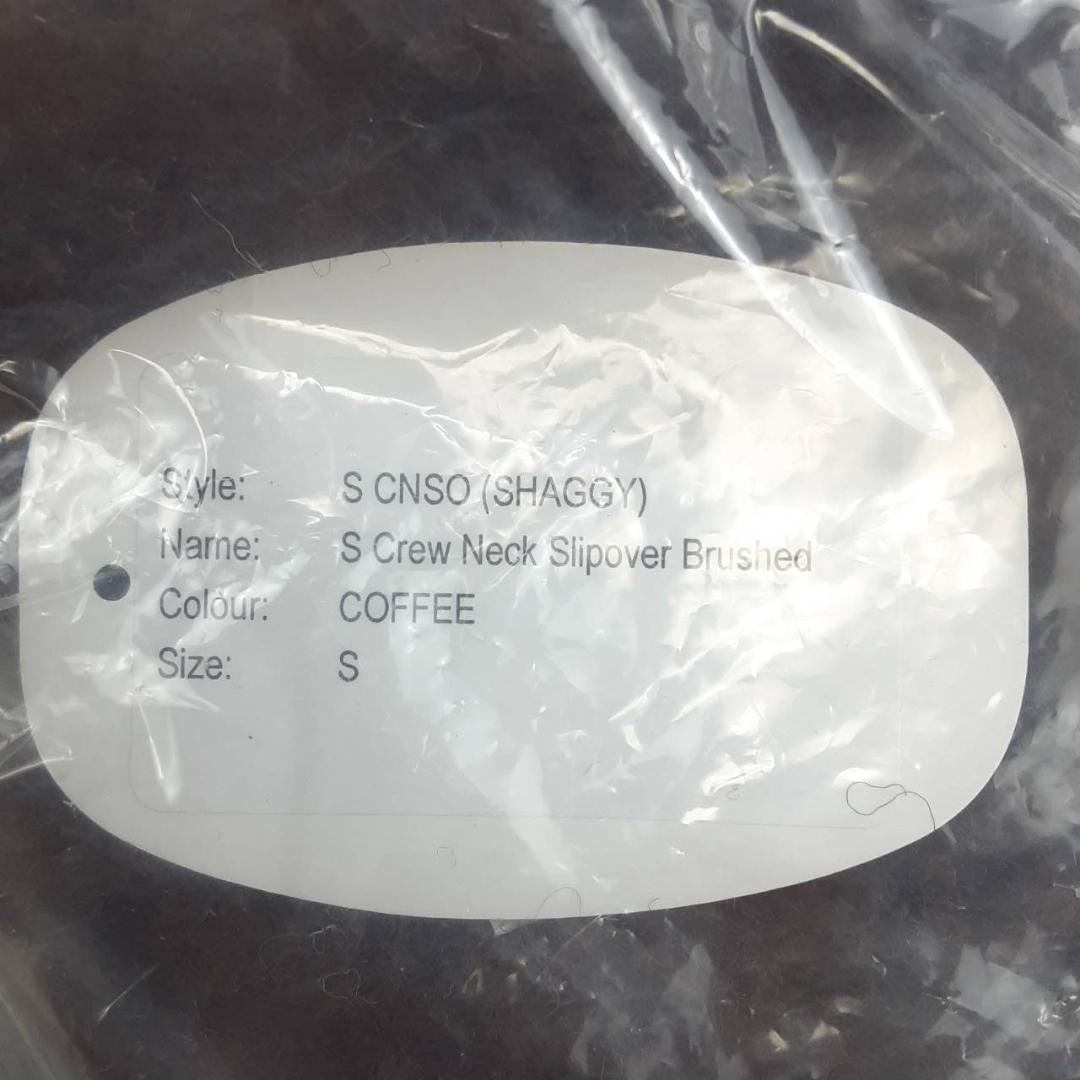 Style: S CNSO (SHAGGY)
Name: S Crew Neck Slipover Brushed
Colour: COFFEE
Size: S